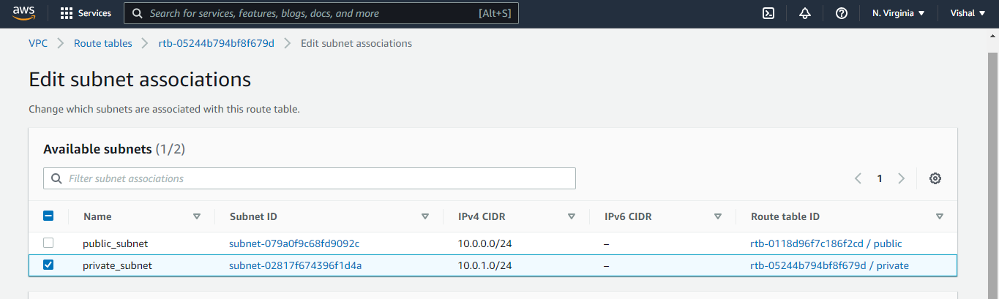 aws Services Search for services, features, blogs, docs, and more [Alt+S] N. Virginia Vishal
VPC Route tables rtb-05244b794bf8f679d Edit subnet associations
Edit subnet associations
Change which subnets are associated with this route table.
Available subnets (1/2)
Filter subnet associations 1
Name Subnet ID IPv4 CIDR IPv6 CIDR Route table ID
public_subnet subnet-079a0f9c68fd9092c 10.0.0.0/24 – rtb-0118d96f7c186f2cd / public
private_subnet subnet-02817f674396f1d4a 10.0.1.0/24 – rtb-05244b794bf8f679d / private